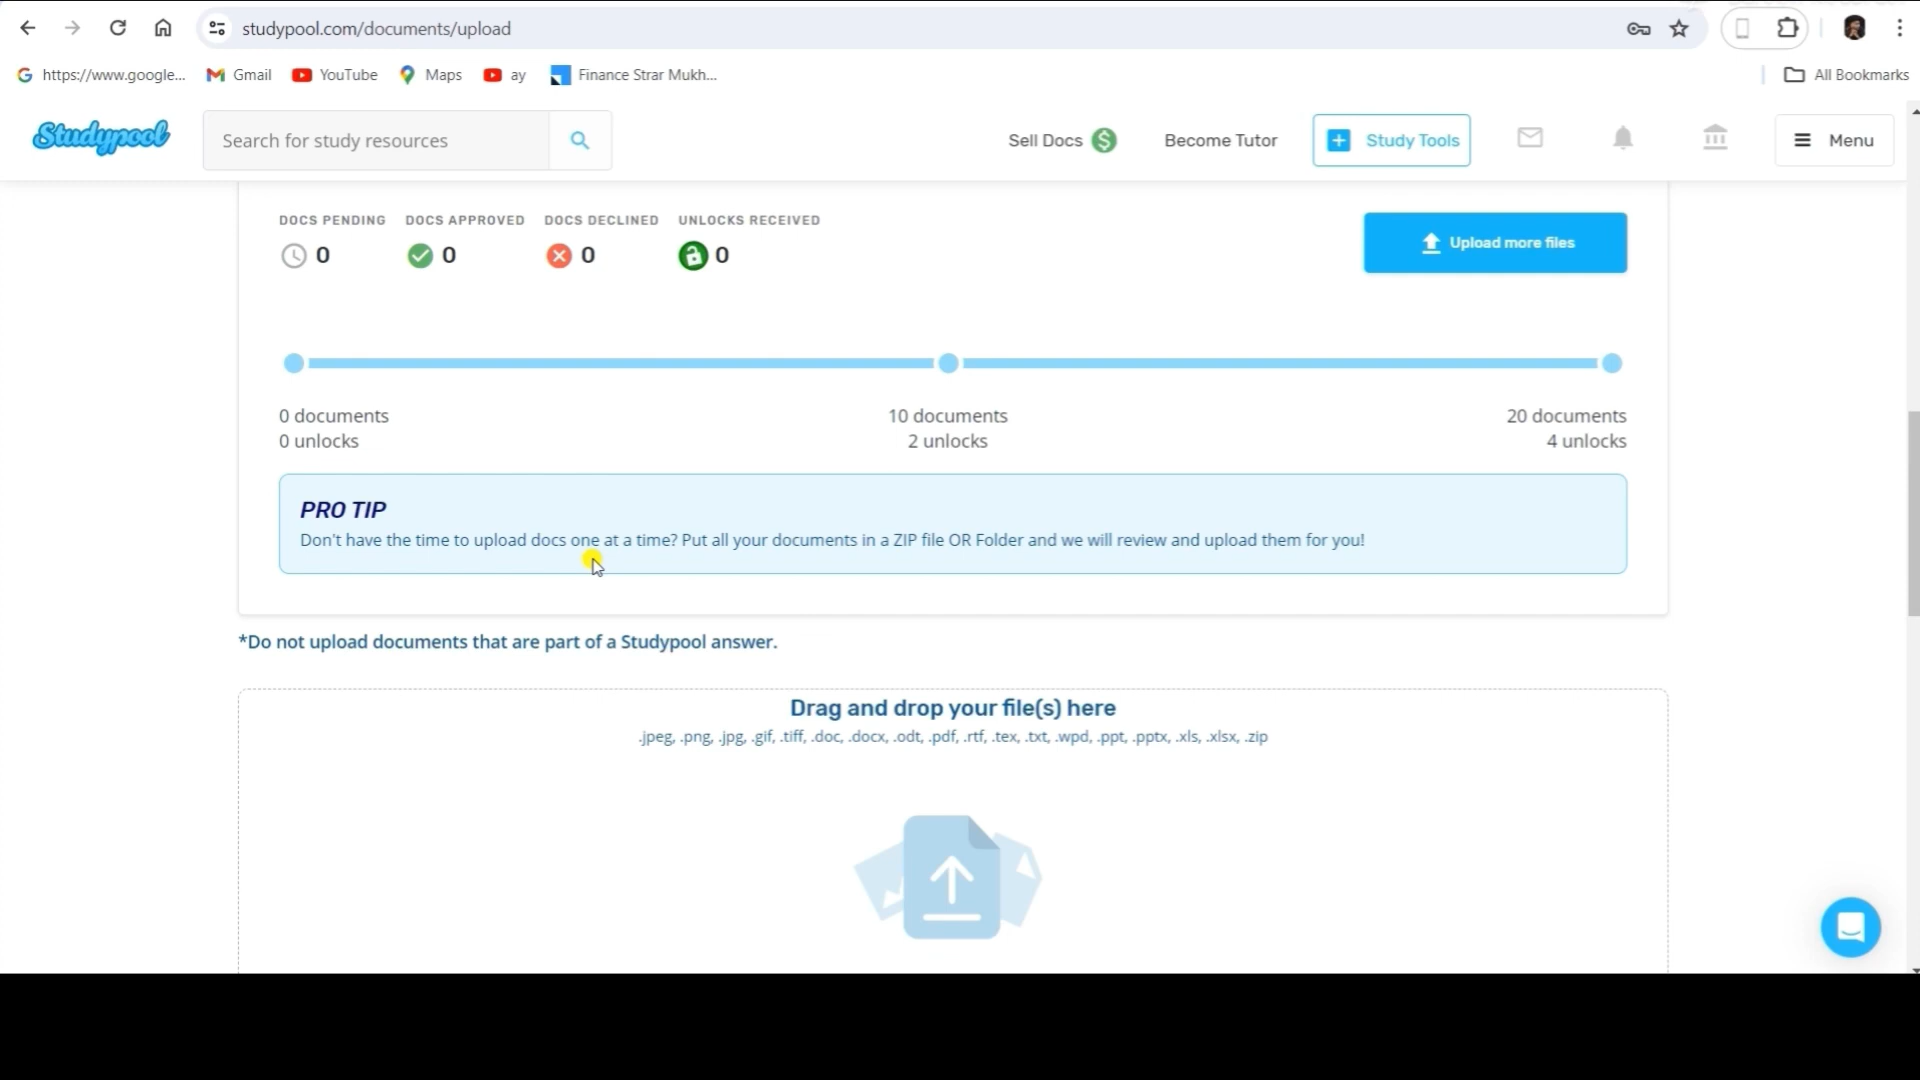 studypool.com/documents/upload
https://www.google...
Gmail
YouTube
Maps
ay
Finance Strar Mukh...
All Bookmarks
Studypool
Search for study resources
Sell Docs
Become Tutor
Study Tools
Menu
DOCS PENDING
DOCS APPROVED
DOCS DECLINED
UNLOCKS RECEIVED
0
0
0
0
Upload more files
0 documents
0 unlocks
10 documents
2 unlocks
20 documents
4 unlocks
PRO TIP
Don't have the time to upload docs one at a time? Put all your documents in a ZIP file OR Folder and we will review and upload them for you!
*Do not upload documents that are part of a Studypool answer.
Drag and drop your file(s) here
.jpeg, .png, .jpg, .gif, .tiff, .doc, .docx, .odt, .pdf, .rtf, .tex, .txt, .wpd, .ppt, .pptx, .xls, .xlsx, .zip